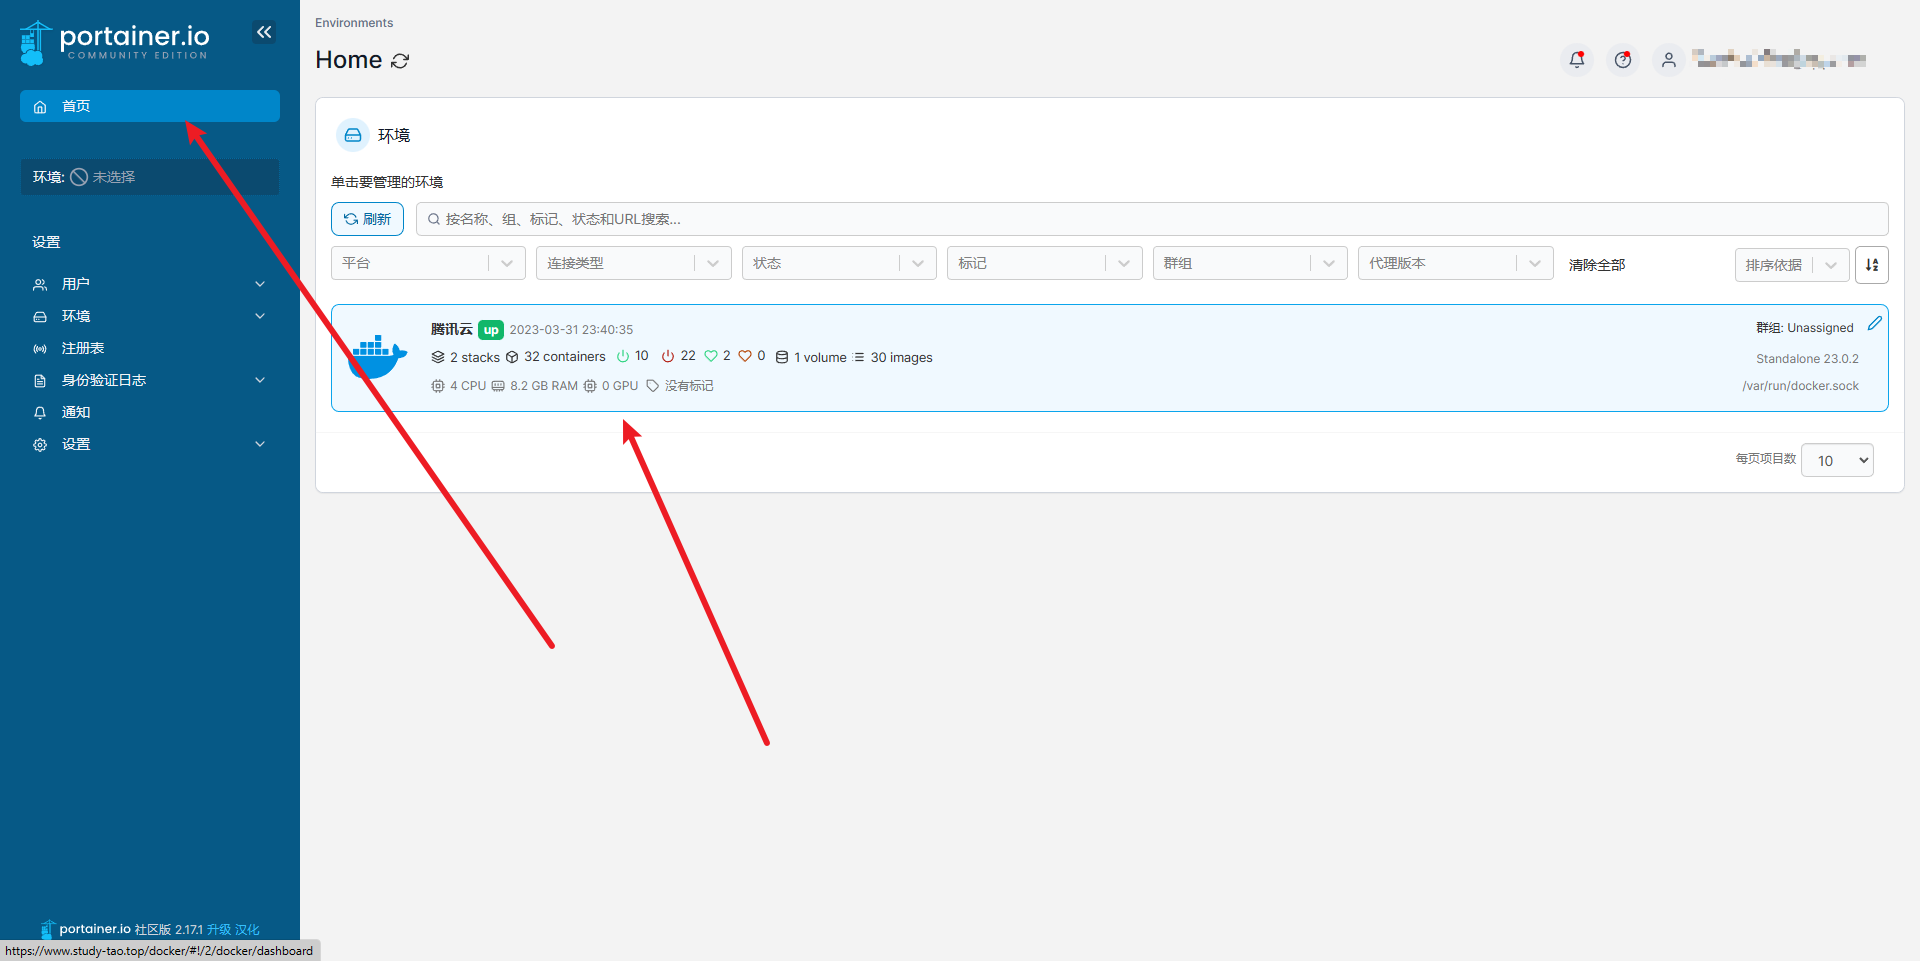 portainer.io
COMMUNITY EDITION
首页
环境: 未选择
设置
用户
环境
注册表
身份验证日志
通知
设置
portainer.io 社区版 2.17.1 升级 汉化
https://www.study-tao.top/docker/#!/2/docker/dashboard
Environments
Home
环境
单击要管理的环境
刷新 按名称、组、标记、状态和URL搜索...
平台 连接类型 状态 标记 群组 代理版本 清除全部 排序依据
腾讯云 up 2023-03-31 23:40:35 群组: Unassigned
2 stacks 32 containers 10 22 2 0 1 volume 30 images Standalone 23.0.2
4 CPU 8.2 GB RAM 0 GPU 没有标记 /var/run/docker.sock
每页项目数 10